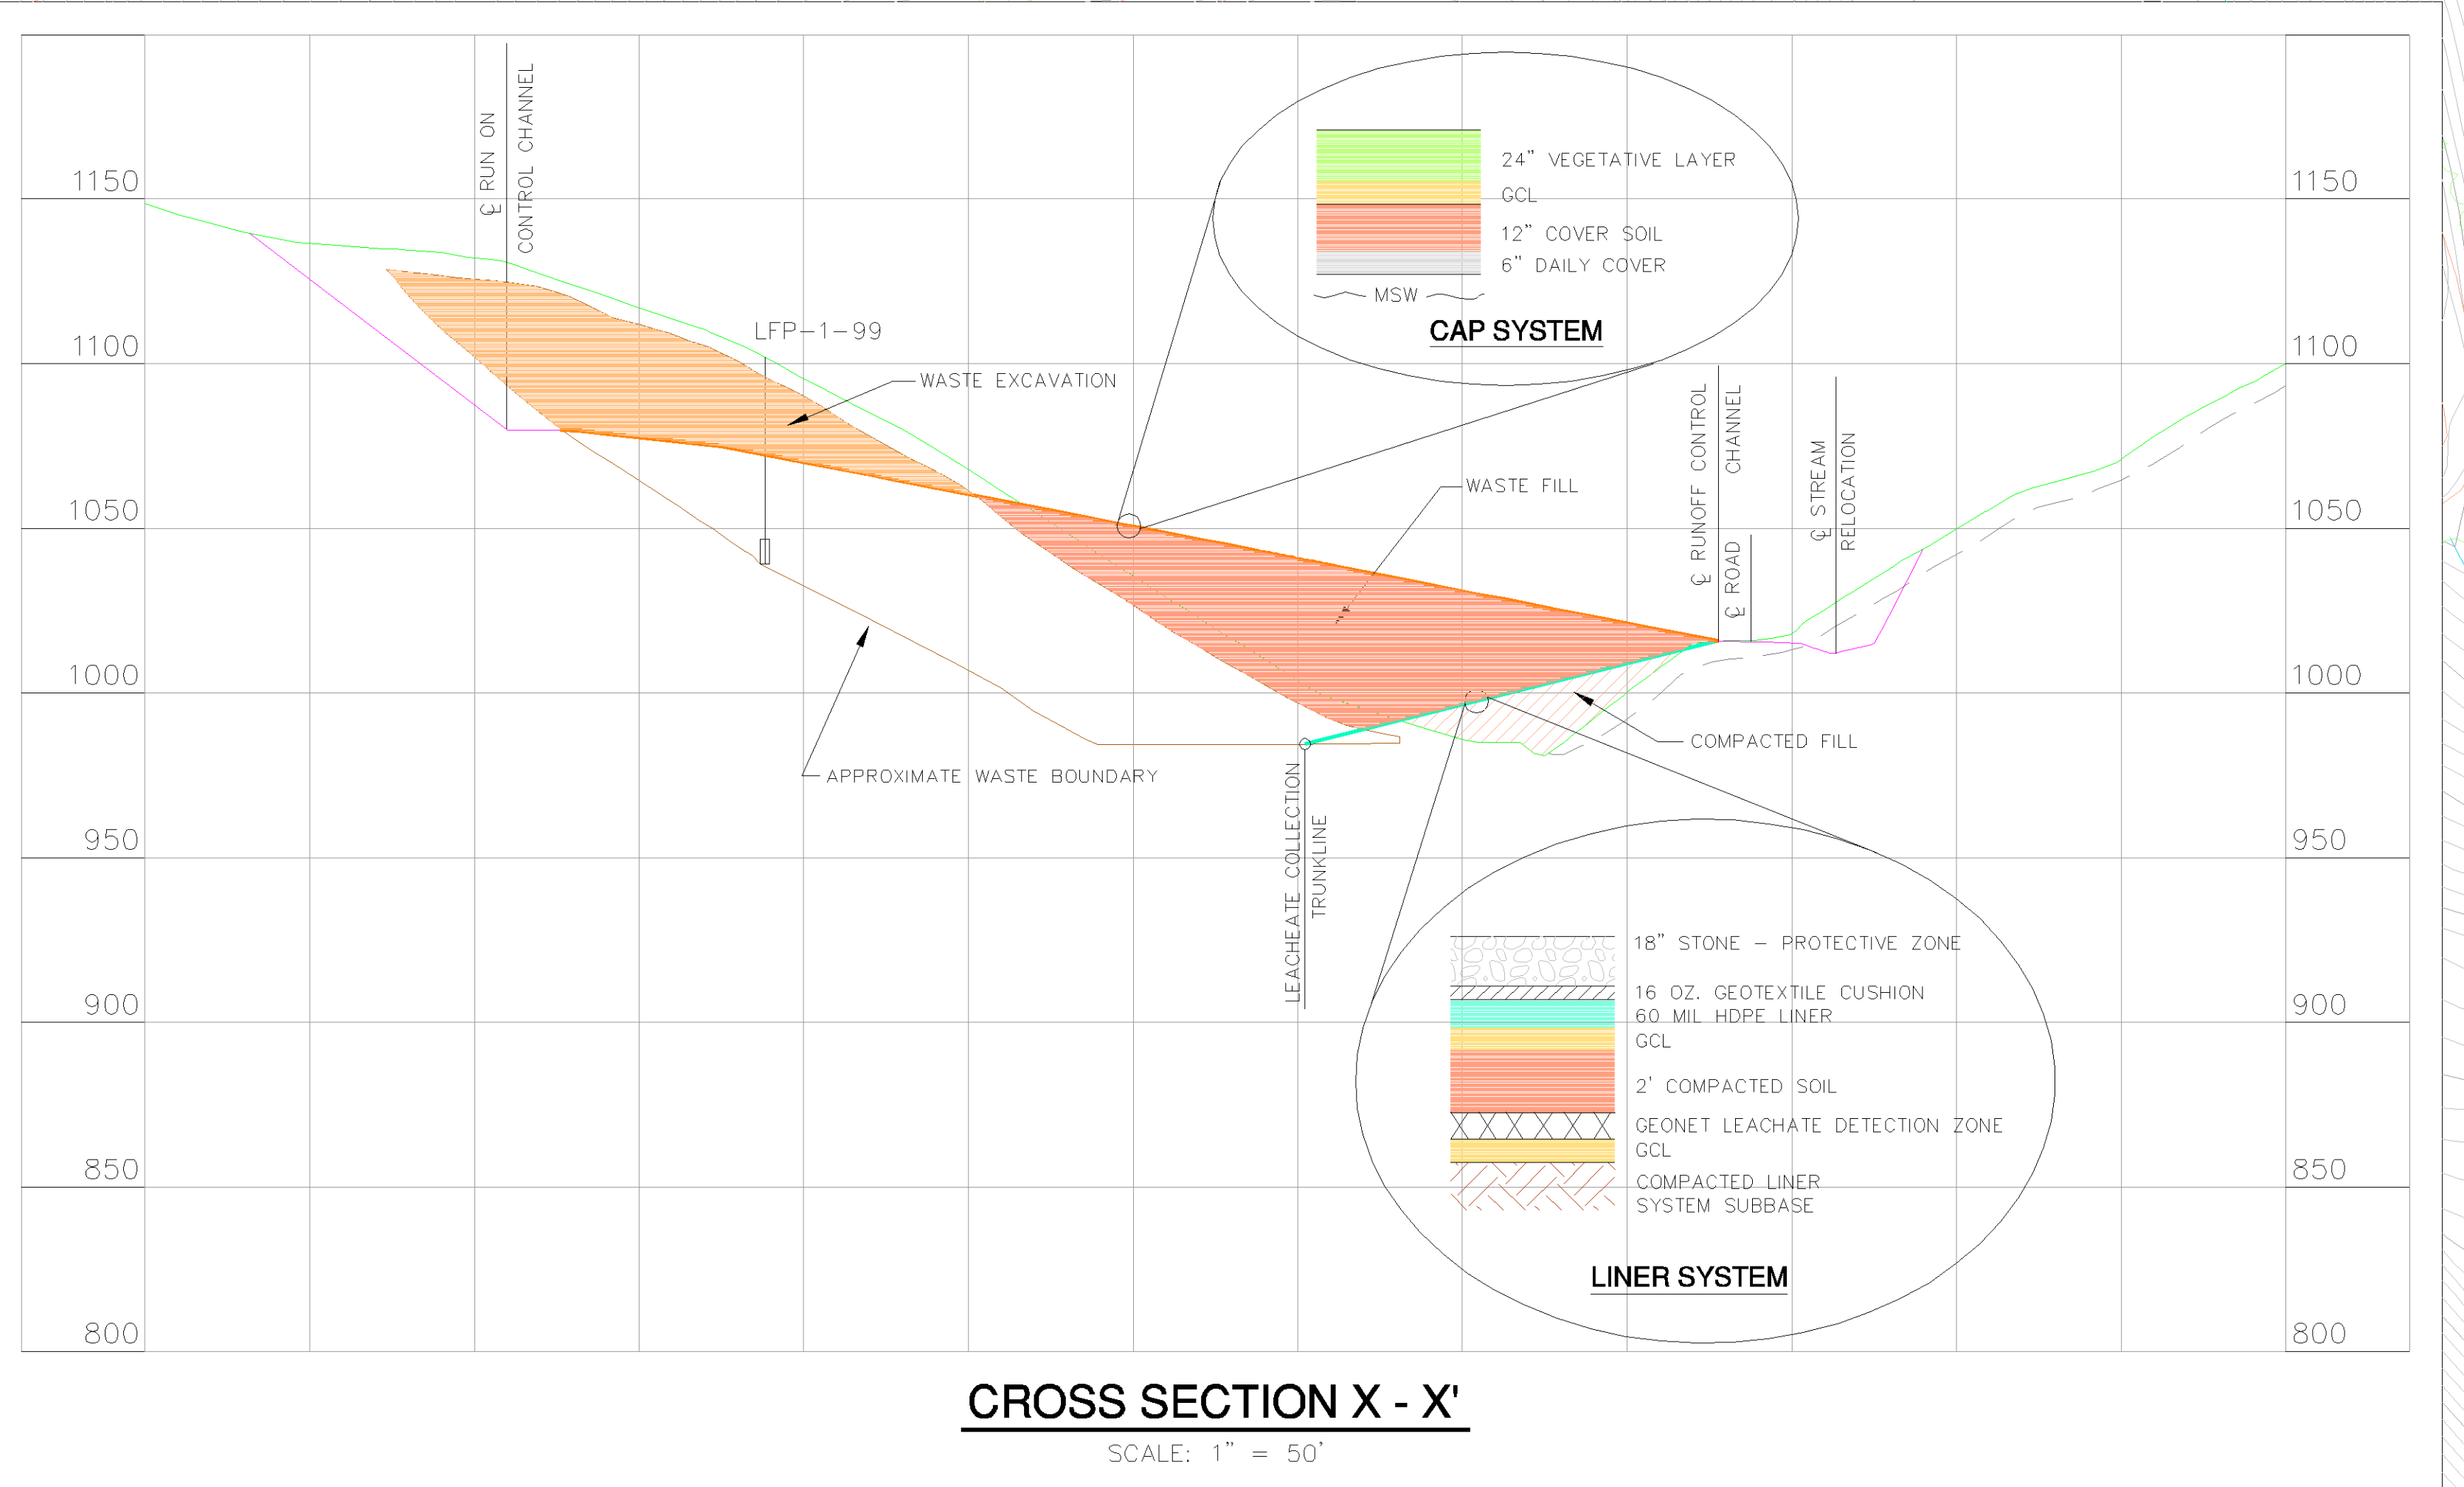 ℄ RUN ON
CONTROL CHANNEL
24" VEGETATIVE LAYER
GCL
12" COVER SOIL
6" DAILY COVER
MSW
CAP SYSTEM
1150
1150
LFP-1-99
1100
1100
WASTE EXCAVATION
℄ RUNOFF CONTROL
CHANNEL
℄ ROAD
℄ STREAM
RELOCATION
WASTE FILL
1050
1050
1000
1000
COMPACTED FILL
APPROXIMATE WASTE BOUNDARY
LEACHEATE COLLECTION
TRUNKLINE
950
950
18" STONE - PROTECTIVE ZONE
16 OZ. GEOTEXTILE CUSHION
60 MIL HDPE LINER
GCL
2' COMPACTED SOIL
GEONET LEACHATE DETECTION ZONE
GCL
COMPACTED LINER
SYSTEM SUBBASE
LINER SYSTEM
900
900
850
850
800
800
CROSS SECTION X - X'
SCALE: 1" = 50'